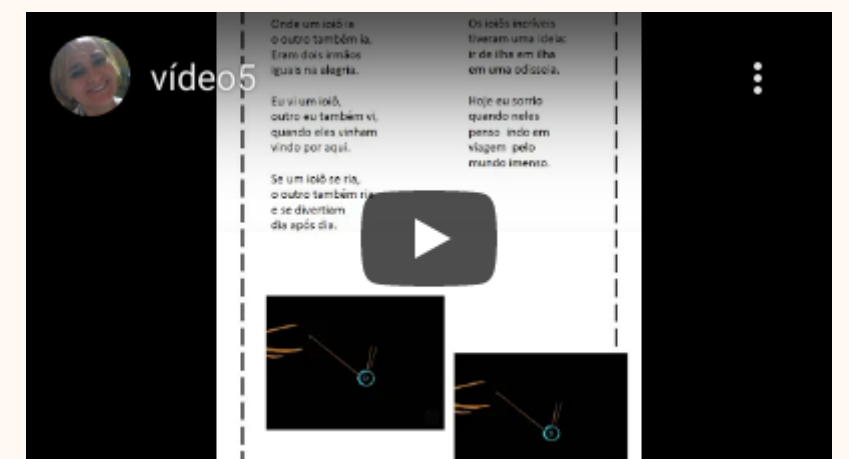 vídeo5
Onde um ioiô ia
o outro também ia.
Eram dois irmãos
iguais na alegria.
Eu vi um ioiô,
outro eu também vi,
quando eles vinham
vindo por aqui.
Se um ioiô se ria,
o outro também ria
e se divertiam
dia após dia.
Os ioiôs incríveis
tiveram uma ideia:
ir de ilha em ilha
em uma odisseia.
Hoje eu sorrio
quando neles
penso indo em
viagem pelo
mundo imenso.